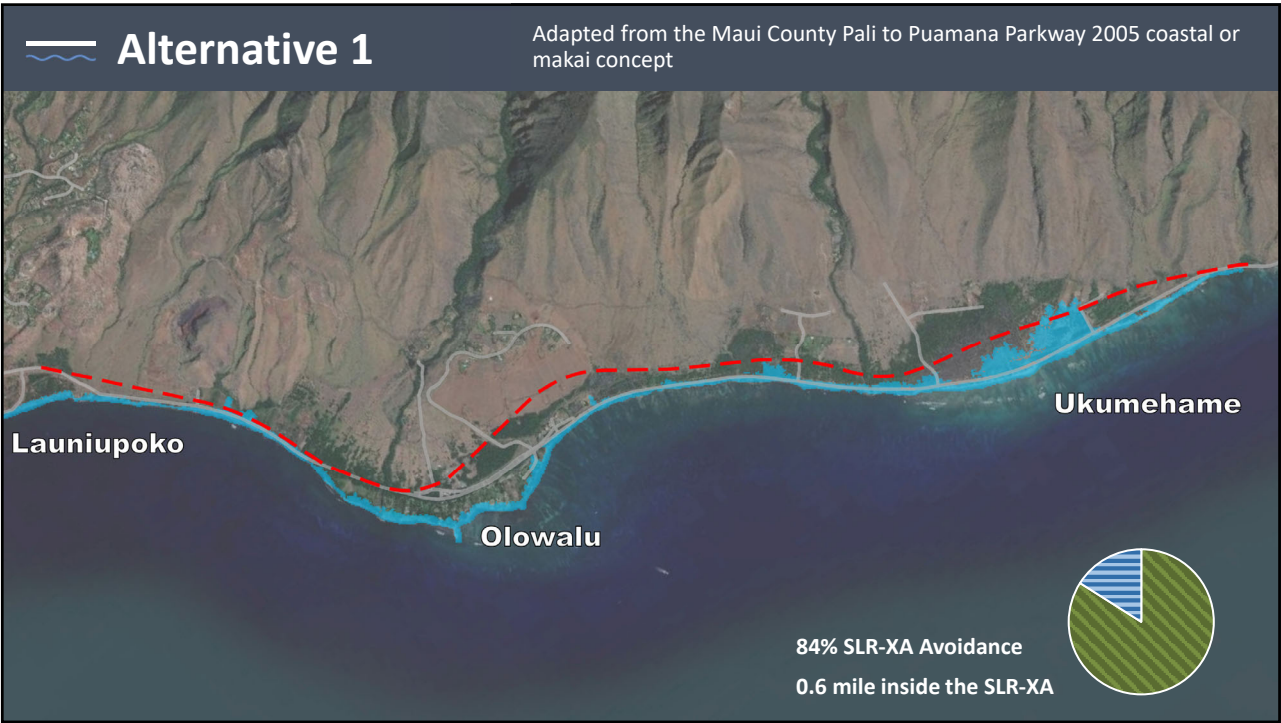 Alternative 1
Adapted from the Maui County Pali to Puamana Parkway 2005 coastal or
makai concept
Launiupoko
Olowalu
Ukumehame
84% SLR-XA Avoidance
0.6 mile inside the SLR-XA